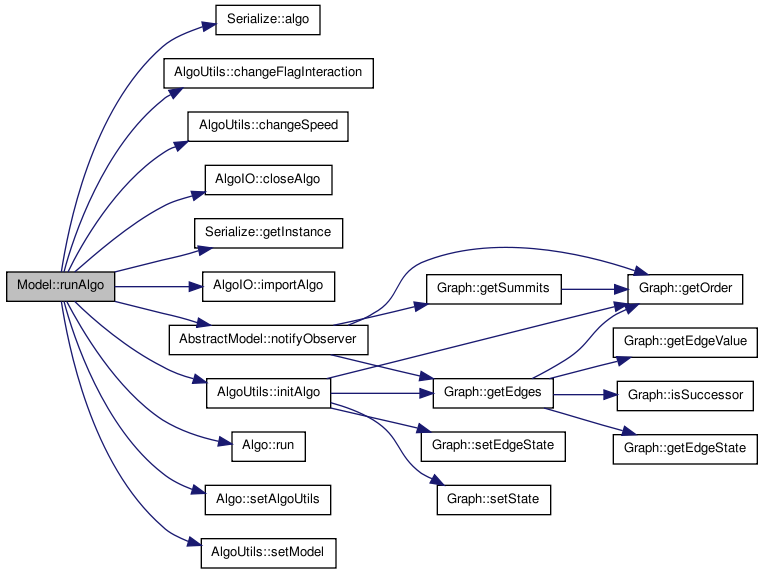 Serialize::algo
AlgoUtils::changeFlagInteraction
AlgoUtils::changeSpeed
AlgoIO::closeAlgo
Serialize::getInstance
Model::runAlgo
AlgoIO::importAlgo
Graph::getSummits
Graph::getOrder
AbstractModel::notifyObserver
Graph::getEdgeValue
AlgoUtils::initAlgo
Graph::getEdges
Graph::isSuccessor
Algo::run
Graph::setEdgeState
Graph::getEdgeState
Algo::setAlgoUtils
Graph::setState
AlgoUtils::setModel